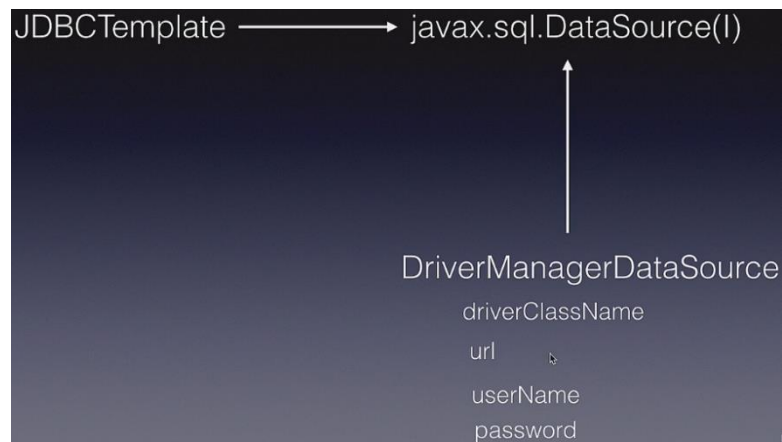 JDBCTemplate javax.sql.DataSource(I)
DriverManagerDataSource
driverClassName
url
userName
password